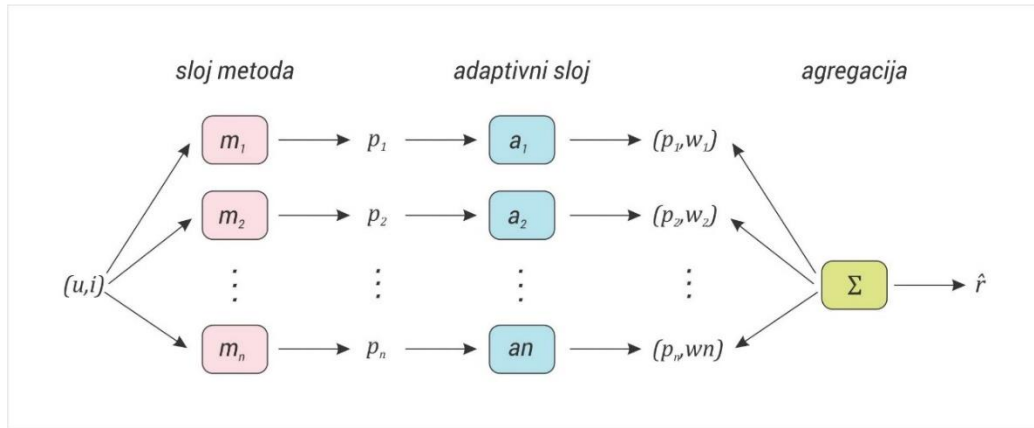 sloj metoda adaptivni sloj agregacija
m₁ p₁ a₁ (p₁,w₁)
m₂ p₂ a₂ (p₂,w₂)
(u,i) ⋮ ⋮ ⋮ ⋮ Σ r̂
mₙ pₙ an (pₙ,wn)